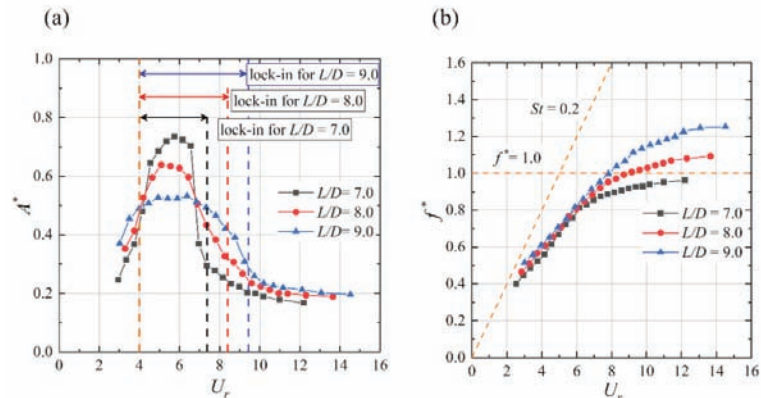 (a)
(b)
1.0
0.8
0.6
0.4
0.2
0.0
A*
lock-in for L/D = 9.0
lock-in for L/D = 8.0
lock-in for L/D = 7.0
L/D = 7.0
L/D = 8.0
L/D = 9.0
0 2 4 6 8 10 12 14 16
U_r
1.6
1.4
1.2
1.0
0.8
0.6
0.4
0.2
0.0
f*
St = 0.2
f* = 1.0
L/D = 7.0
L/D = 8.0
L/D = 9.0
0 2 4 6 8 10 12 14 16
U_r